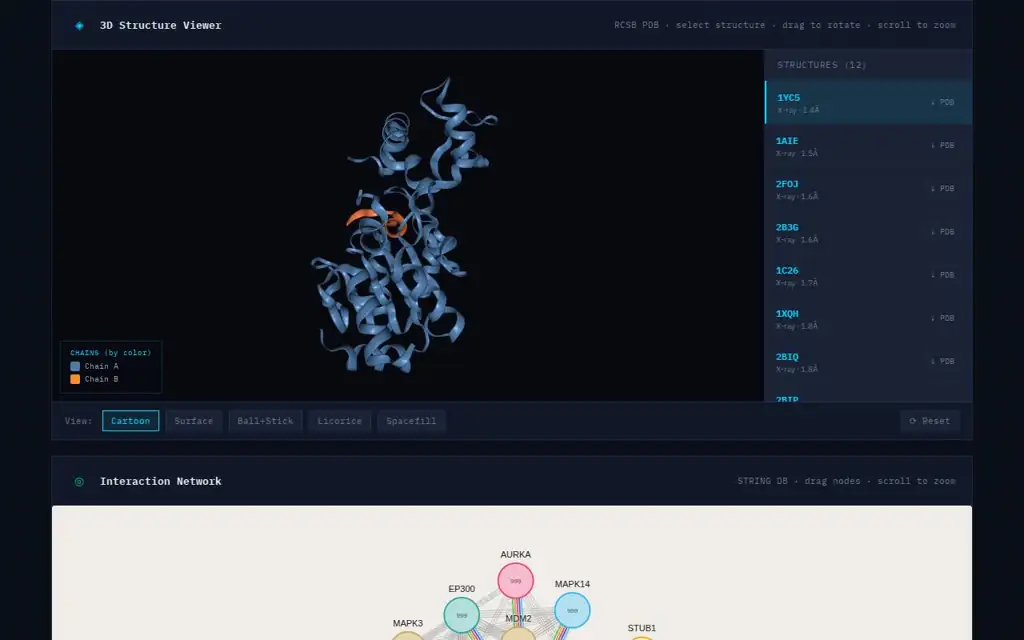 ◈ 3D Structure Viewer
RCSB PDB · select structure · drag to rotate · scroll to zoom
STRUCTURES (12)
1YC5
X-ray 1.4Å
↓ PDB
1AIE
X-ray 1.5Å
↓ PDB
2FOJ
X-ray 1.6Å
↓ PDB
2B3G
X-ray 1.6Å
↓ PDB
1C26
X-ray 1.7Å
↓ PDB
1XQH
X-ray 1.8Å
↓ PDB
2BIQ
X-ray 1.8Å
↓ PDB
2BIP
CHAINS (by color)
Chain A
Chain B
View: Cartoon Surface Ball+Stick Licorice Spacefill
⟳ Reset
◎ Interaction Network
STRING DB · drag nodes · scroll to zoom
AURKA
EP300
MAPK14
MAPK3
MDM2
STUB1